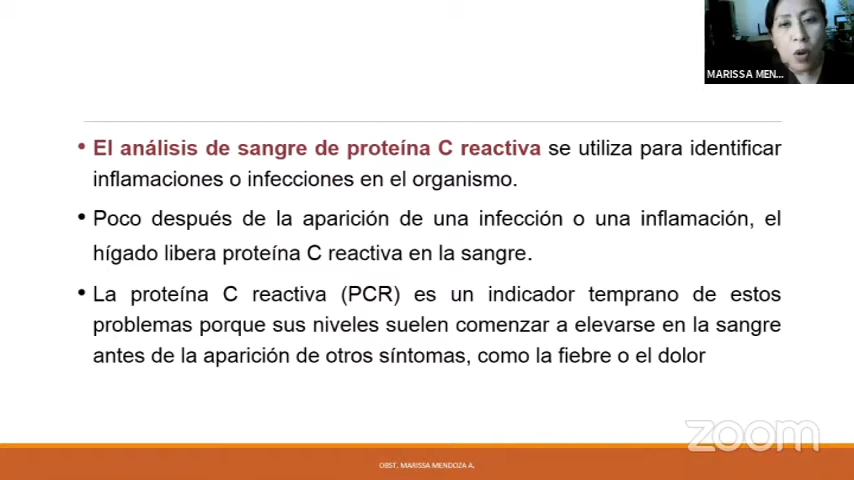 MARISSA MEN...
• El análisis de sangre de proteína C reactiva se utiliza para identificar
inflamaciones o infecciones en el organismo.
• Poco después de la aparición de una infección o una inflamación, el
hígado libera proteína C reactiva en la sangre.
• La proteína C reactiva (PCR) es un indicador temprano de estos
problemas porque sus niveles suelen comenzar a elevarse en la sangre
antes de la aparición de otros síntomas, como la fiebre o el dolor
zoom
OBST. MARISSA MENDOZA A.